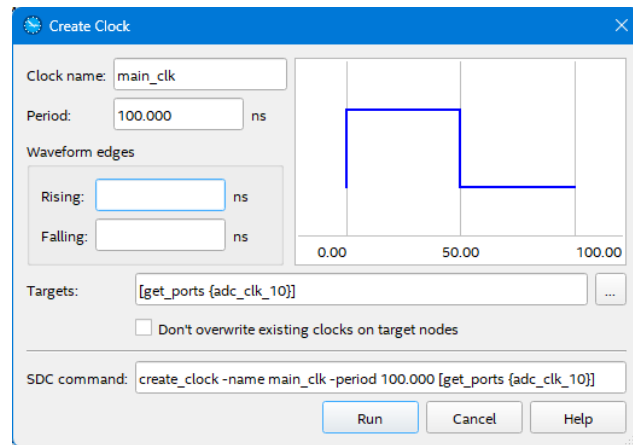 Create Clock
Clock name: main_clk
Period: 100.000 ns
Waveform edges
Rising: ns
Falling: ns
0.00 50.00 100.00
Targets: [get_ports {adc_clk_10}] ...
Don't overwrite existing clocks on target nodes
SDC command: create_clock -name main_clk -period 100.000 [get_ports {adc_clk_10}]
Run Cancel Help